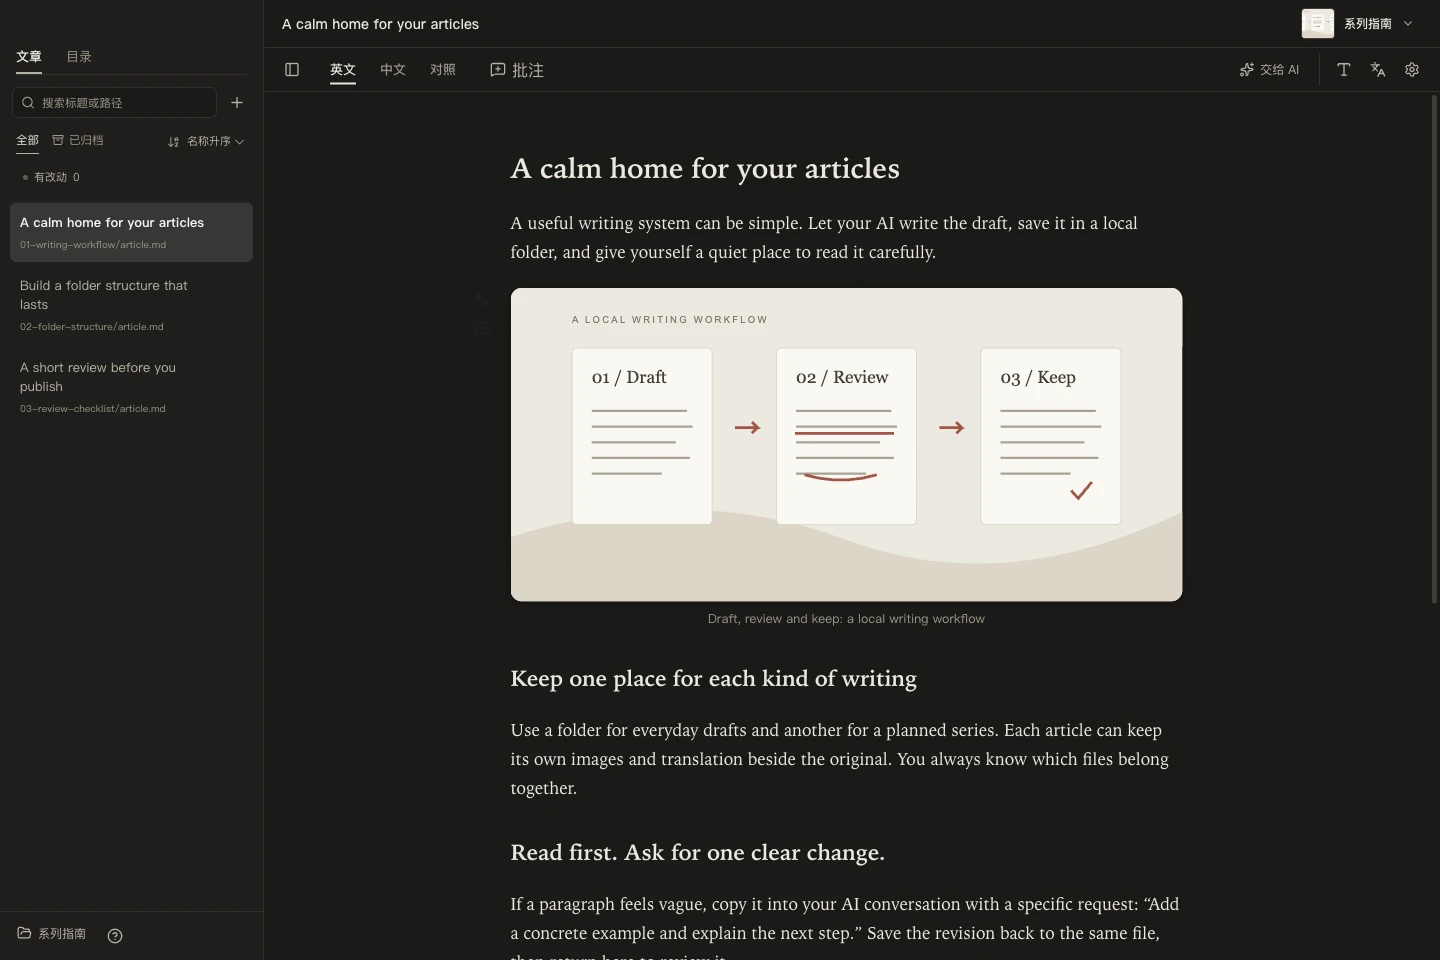 A calm home for your articles
系列指南
文章 目录
英文 中文 对照 批注
交给 AI
搜索标题或路径
全部 已归档 名称升序
有改动 0
A calm home for your articles
01-writing-workflow/article.md
Build a folder structure that
lasts
02-folder-structure/article.md
A short review before you
publish
03-review-checklist/article.md
系列指南
A calm home for your articles
A useful writing system can be simple. Let your AI write the draft, save it in a local
folder, and give yourself a quiet place to read it carefully.
A LOCAL WRITING WORKFLOW
01 / Draft
02 / Review
03 / Keep
Draft, review and keep: a local writing workflow
Keep one place for each kind of writing
Use a folder for everyday drafts and another for a planned series. Each article can keep
its own images and translation beside the original. You always know which files belong
together.
Read first. Ask for one clear change.
If a paragraph feels vague, copy it into your AI conversation with a specific request: “Add
a concrete example and explain the next step.” Save the revision back to the same file,
then return here to review it.